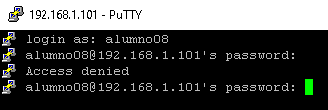 192.168.1.101 - PuTTY
login as: alumno08
alumno08@192.168.1.101's password:
Access denied
alumno08@192.168.1.101's password: